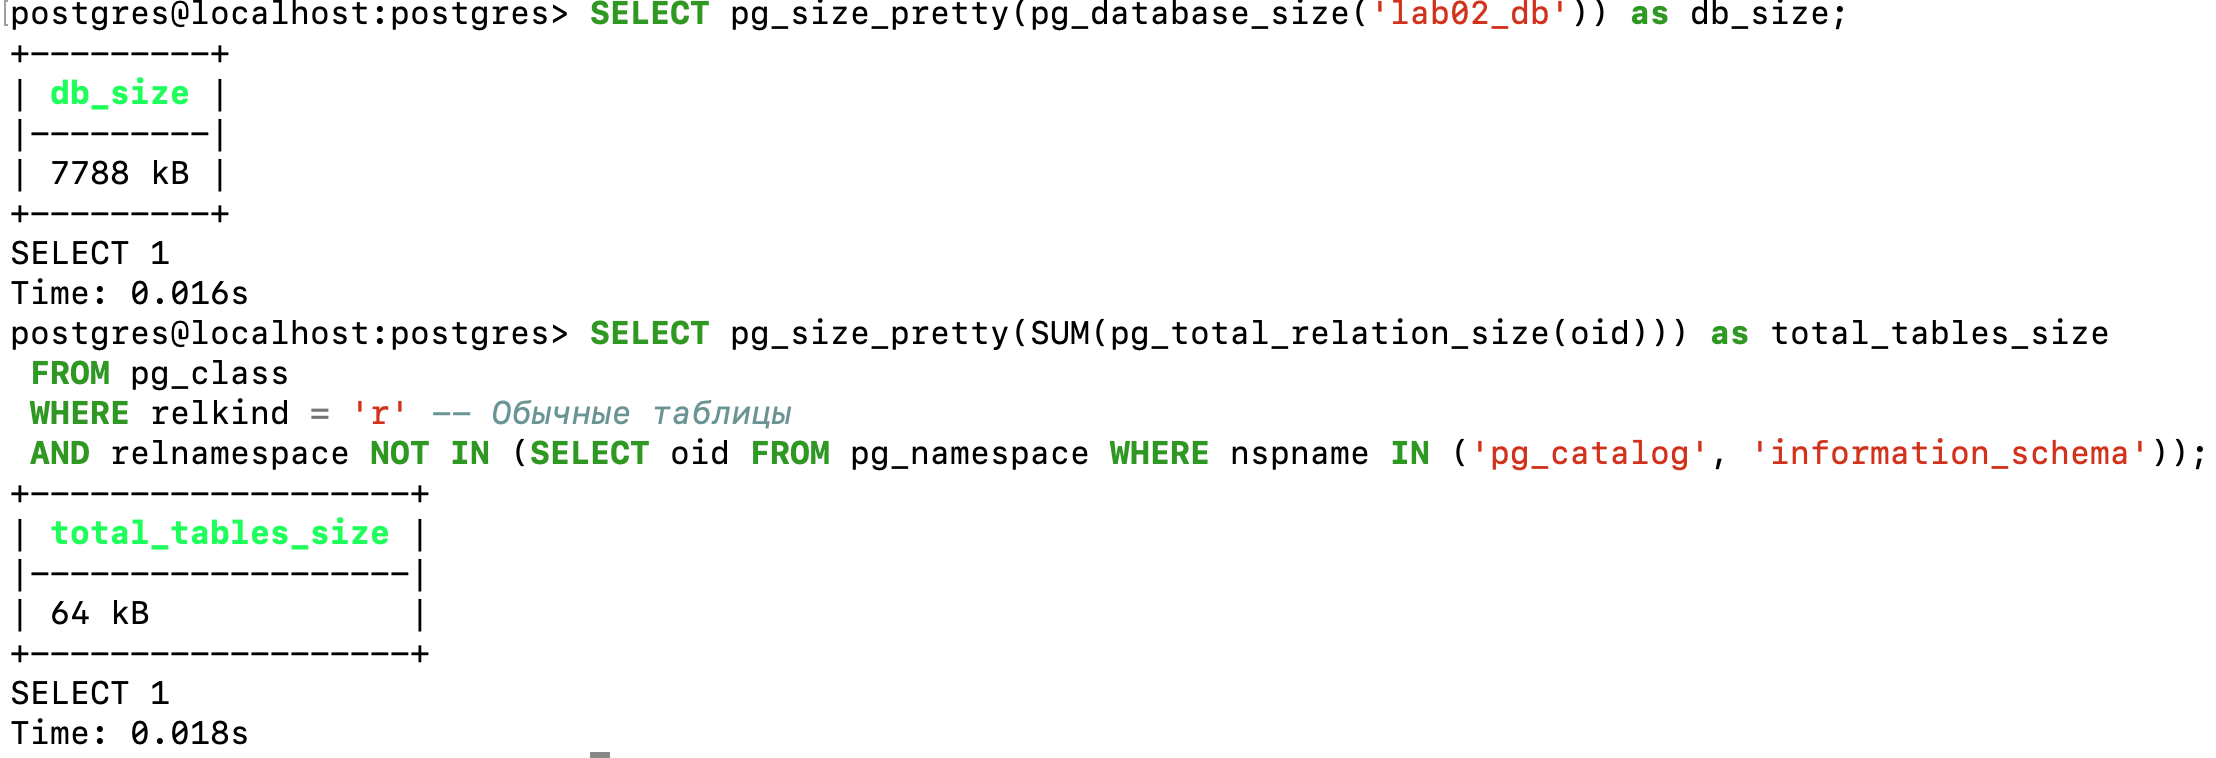 postgres@localhost:postgres> SELECT pg_size_pretty(pg_database_size('lab02_db')) as db_size;
+---------+
| db_size |
|---------|
| 7788 kB |
+---------+
SELECT 1
Time: 0.016s
postgres@localhost:postgres> SELECT pg_size_pretty(SUM(pg_total_relation_size(oid))) as total_tables_size
 FROM pg_class
 WHERE relkind = 'r' -- Обычные таблицы
 AND relnamespace NOT IN (SELECT oid FROM pg_namespace WHERE nspname IN ('pg_catalog', 'information_schema'));
+-------------------+
| total_tables_size |
|-------------------|
| 64 kB             |
+-------------------+
SELECT 1
Time: 0.018s